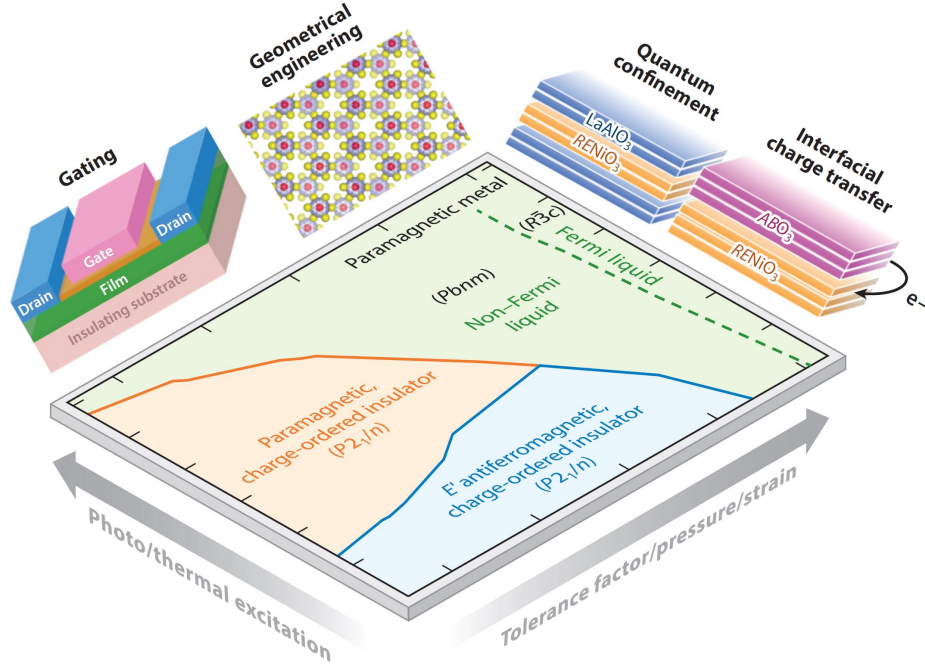 Geometrical
engineering
Quantum
confinement
Interfacial
charge transfer
Gating
Drain
Gate
Drain
Film
Insulating substrate
LaAlO₃
RENiO₃
ABO₃
RENiO₃
e–
Paramagnetic metal
(R3̅c)
(Pbnm)
Fermi liquid
Non-Fermi
liquid
Paramagnetic,
charge-ordered insulator
(P2₁/n)
E' antiferromagnetic,
charge-ordered insulator
(P2₁/n)
Photo/thermal excitation
Tolerance factor/pressure/strain